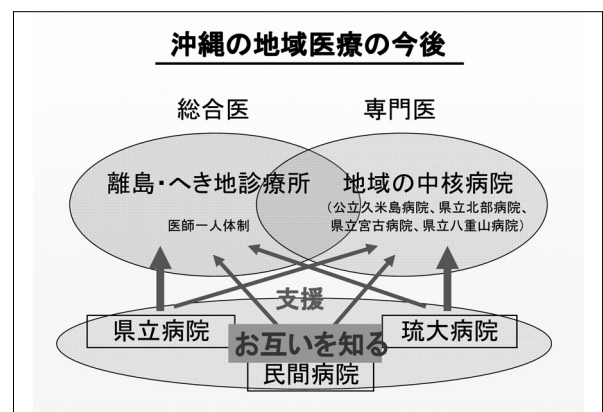 沖縄の地域医療の今後
総合医
専門医
離島・へき地診療所
医師一人体制
地域の中核病院
(公立久米島病院、県立北部病院、
県立宮古病院、県立八重山病院)
支援
県立病院
お互いを知る
琉大病院
民間病院